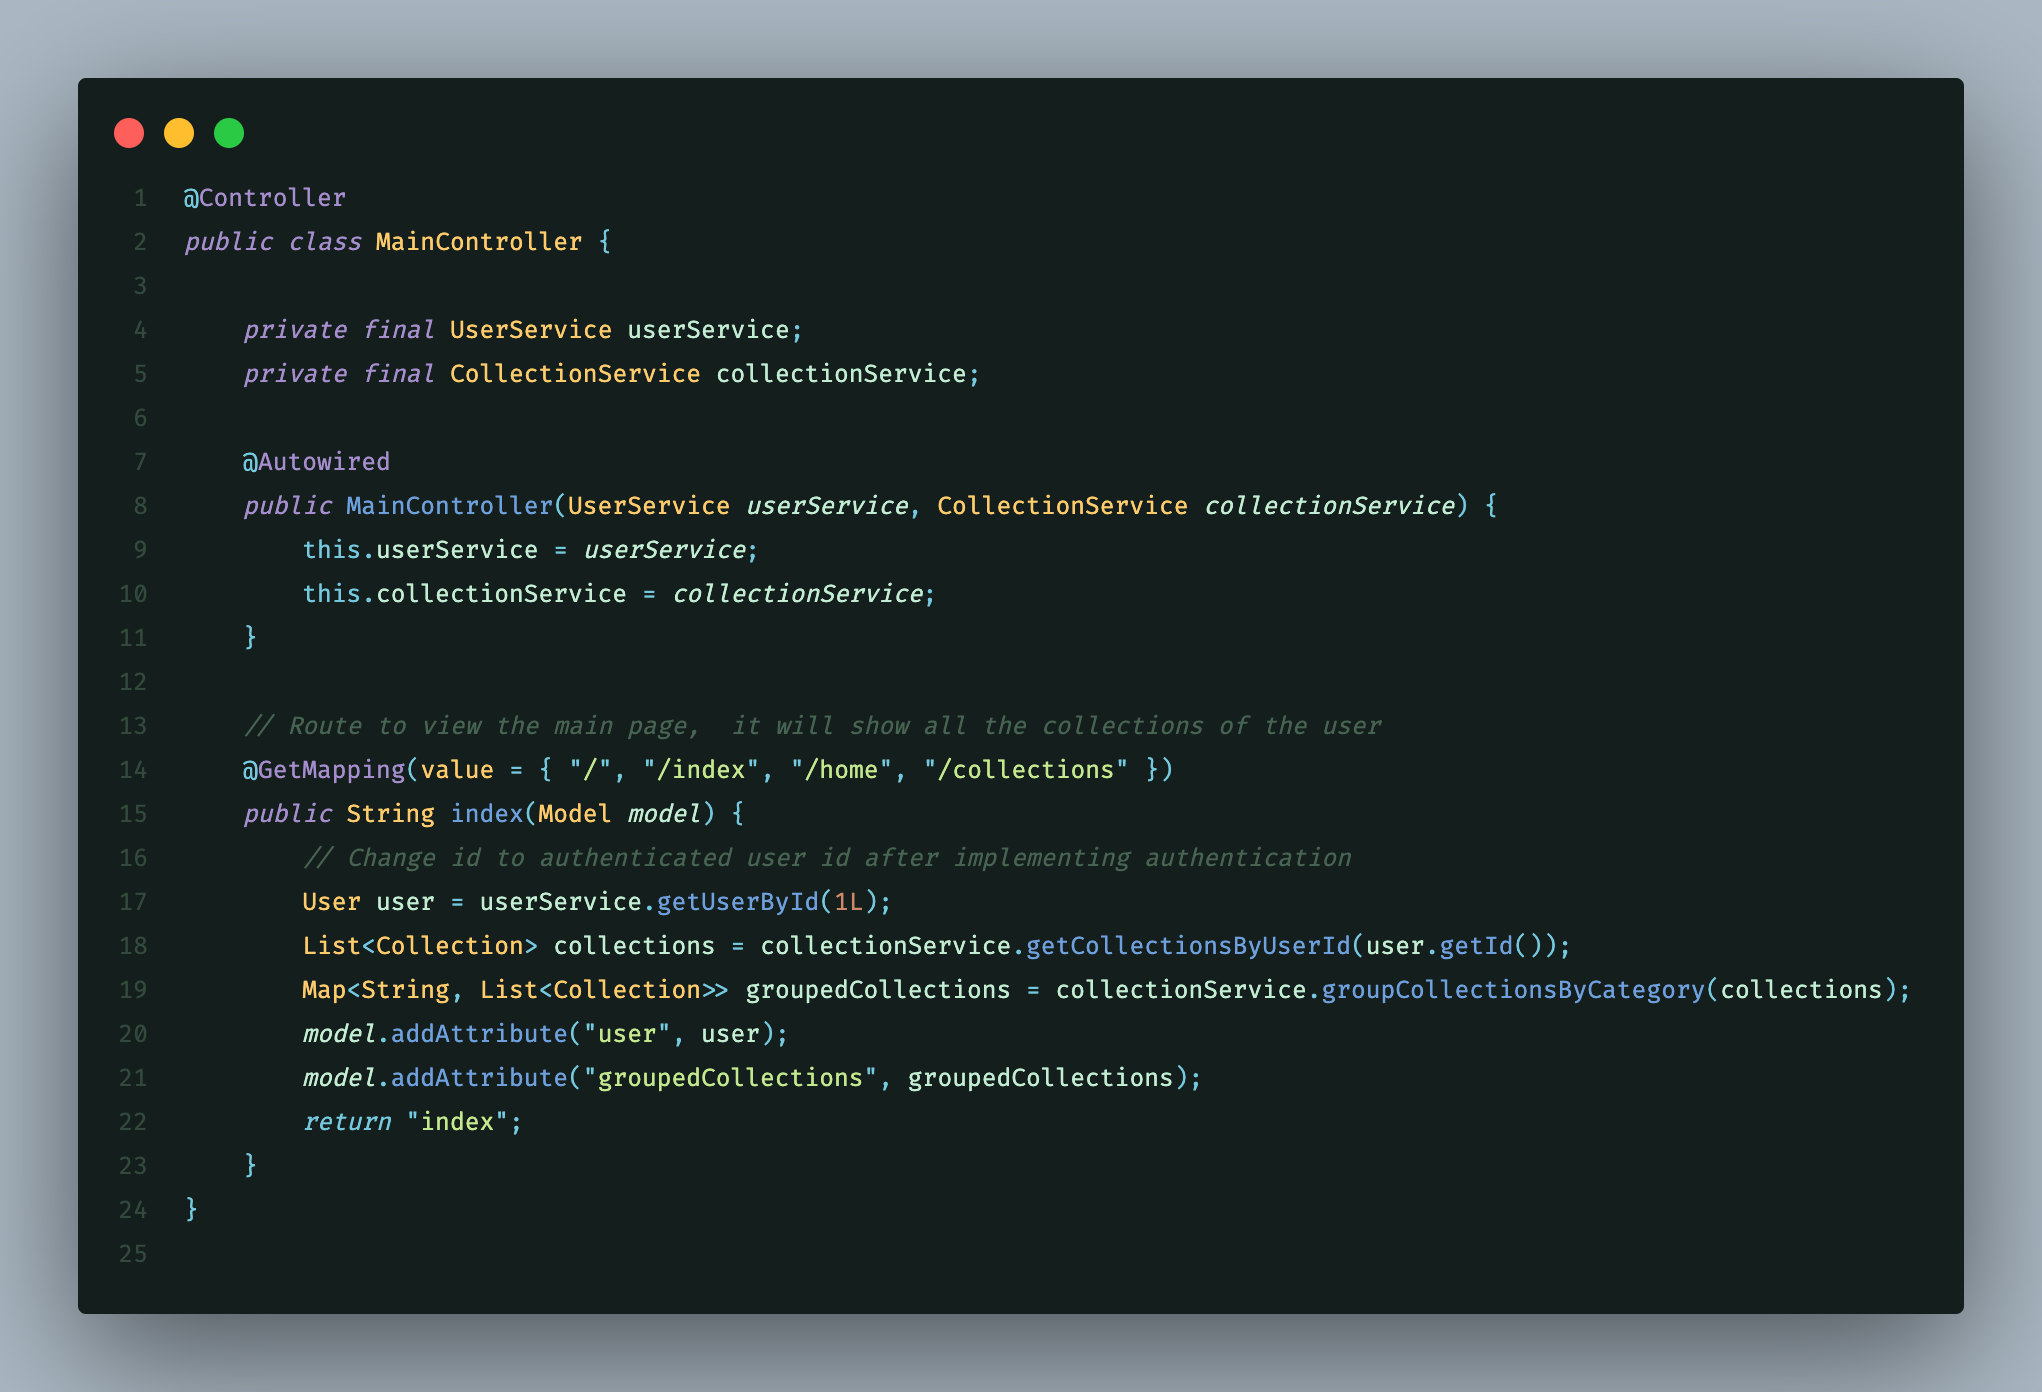 1 @Controller
2 public class MainController {
3
4     private final UserService userService;
5     private final CollectionService collectionService;
6
7     @Autowired
8     public MainController(UserService userService, CollectionService collectionService) {
9         this.userService = userService;
10         this.collectionService = collectionService;
11     }
12
13     // Route to view the main page,  it will show all the collections of the user
14     @GetMapping(value = { "/", "/index", "/home", "/collections" })
15     public String index(Model model) {
16         // Change id to authenticated user id after implementing authentication
17         User user = userService.getUserById(1L);
18         List<Collection> collections = collectionService.getCollectionsByUserId(user.getId());
19         Map<String, List<Collection>> groupedCollections = collectionService.groupCollectionsByCategory(collections);
20         model.addAttribute("user", user);
21         model.addAttribute("groupedCollections", groupedCollections);
22         return "index";
23     }
24 }
25